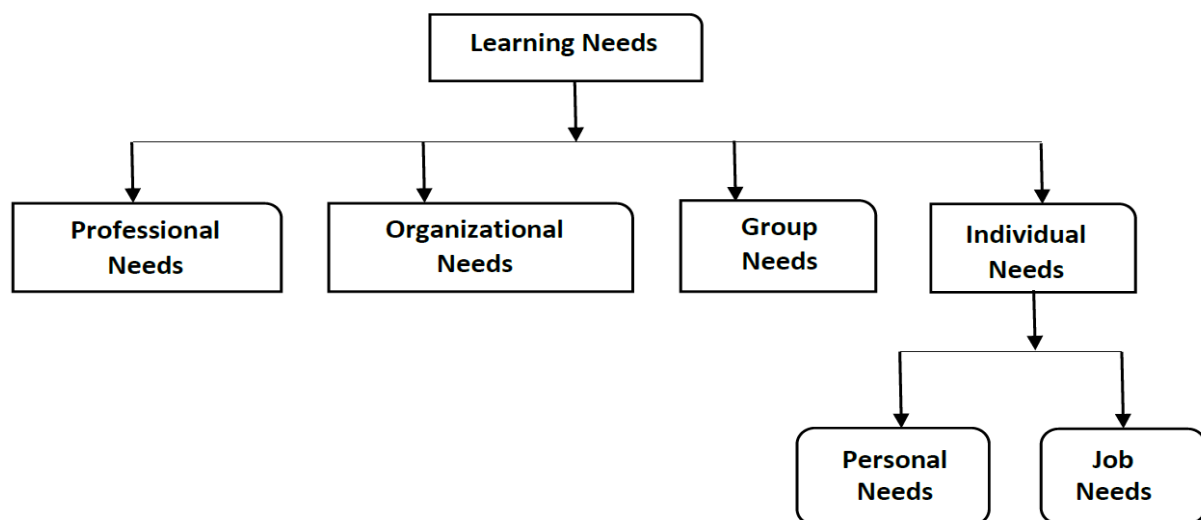 Learning Needs
Professional
Needs
Organizational
Needs
Group
Needs
Individual
Needs
Personal
Needs
Job
Needs